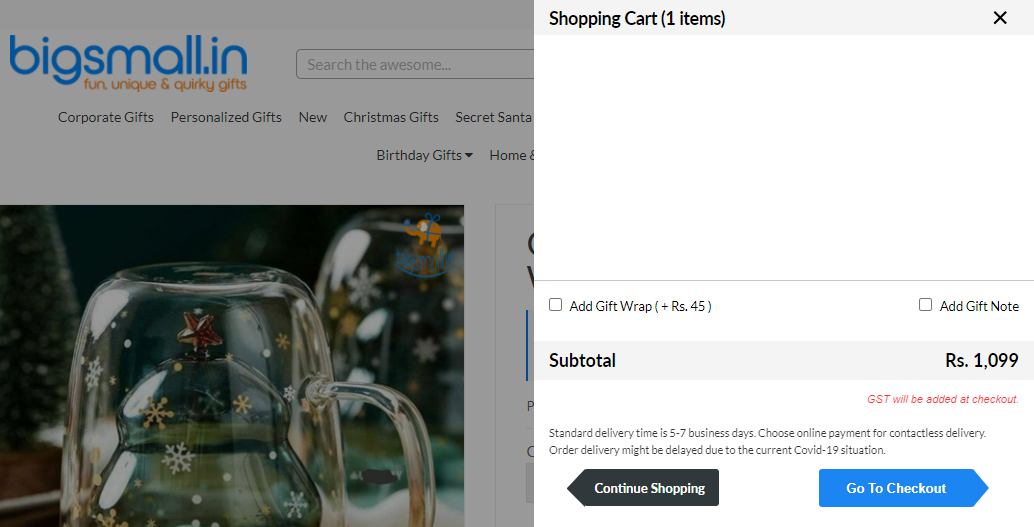 Shopping Cart (1 items)
bigsmall.in
fun, unique & quirky gifts
Search the awesome...
Corporate Gifts
Personalized Gifts
New
Christmas Gifts
Secret Santa
Birthday Gifts
Home &
bigsmall
Add Gift Wrap ( + Rs. 45 )
Add Gift Note
Subtotal
Rs. 1,099
GST will be added at checkout.
Standard delivery time is 5-7 business days. Choose online payment for contactless delivery.
Order delivery might be delayed due to the current Covid-19 situation.
Continue Shopping
Go To Checkout